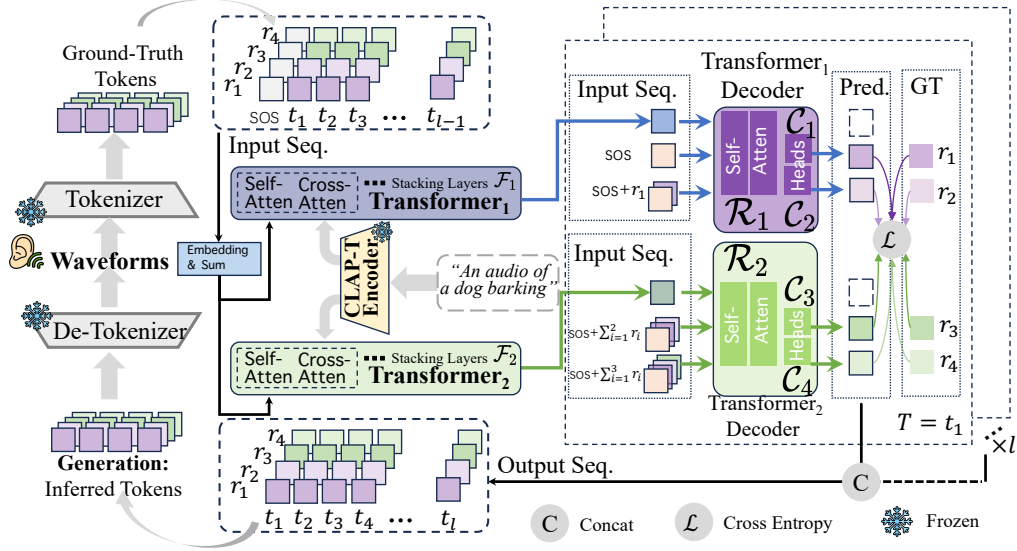 Ground-Truth
Tokens
Tokenizer
Waveforms
De-Tokenizer
Generation:
Inferred Tokens
r₄
r₃
r₂
r₁
SOS t₁ t₂ t₃ ••• t_{l−1}
Input Seq.
Embedding
& Sum
Self-
Atten
Cross-
Atten
••• Stacking Layers 𝓕₁
Transformer₁
CLAP-T
Encoder
“An audio of
a dog barking”
Self-
Atten
Cross-
Atten
••• Stacking Layers 𝓕₂
Transformer₂
r₄
r₃
r₂
r₁
t₁ t₂ t₃ t₄ ••• t_l
Output Seq.
Input Seq.
SOS
SOS+r₁
Transformer₁
Decoder
Self-
Atten
Heads
𝓒₁
𝓡₁ 𝓒₂
Pred.
GT
r₁
r₂
𝓛
Input Seq.
SOS+∑²ᵢ₌₁ rᵢ
SOS+∑³ᵢ₌₁ rᵢ
𝓡₂
𝓒₃
Self-
Atten
Heads
𝓒₄
Transformer₂
Decoder
r₃
r₄
T = t₁
×l
C
C Concat
𝓛 Cross Entropy
Frozen